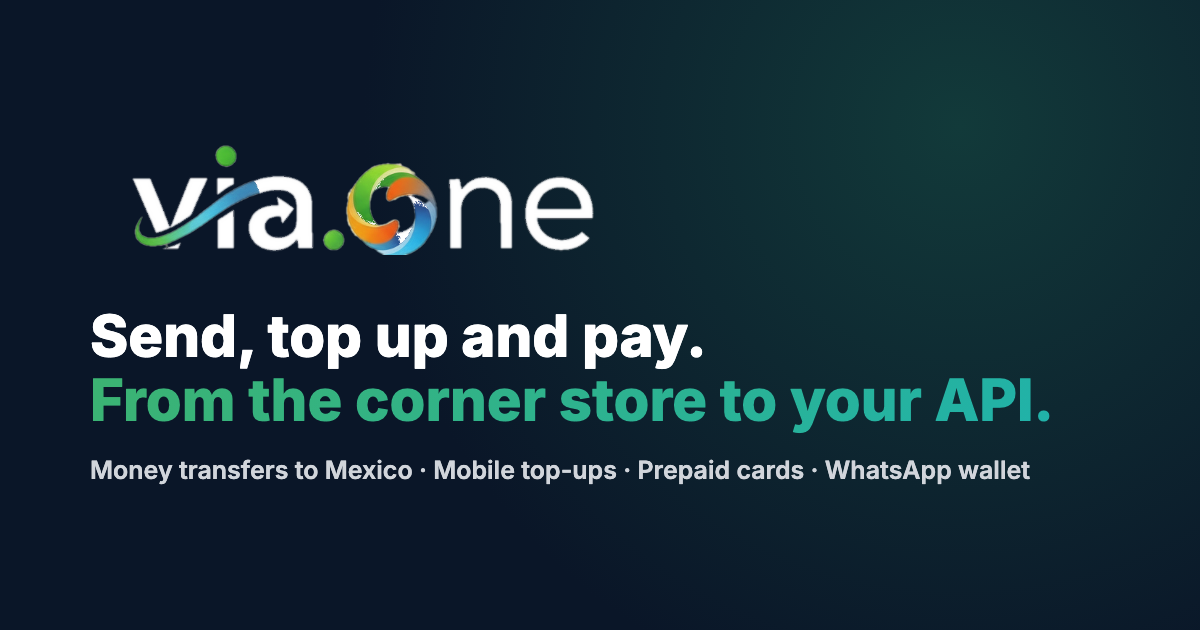 via.One
Send, top up and pay.
From the corner store to your API.
Money transfers to Mexico · Mobile top-ups · Prepaid cards · WhatsApp wallet